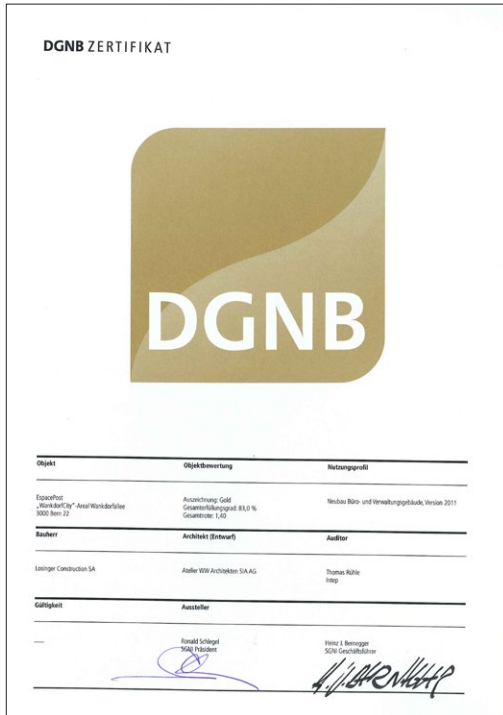 DGNB ZERTIFIKAT
DGNB
Objekt
Objektbewertung
Nutzungsprofil
EspacePost
„WankdorfCity“-Areal Wankdorfallee
3000 Bern 22
Auszeichnung: Gold
Gesamterfüllungsgrad: 83,0 %
Gesamtnote: 1,40
Neubau Büro- und Verwaltungsgebäude, Version 2011
Bauherr
Architekt (Entwurf)
Auditor
Losinger Construction SA
Atelier WW Architekten SIA AG
Thomas Rühle
Intep
Gültigkeit
Aussteller
—
Ronald Schlegel
SGNI Präsident
Heinz J. Bernegger
SGNI Geschäftsführer